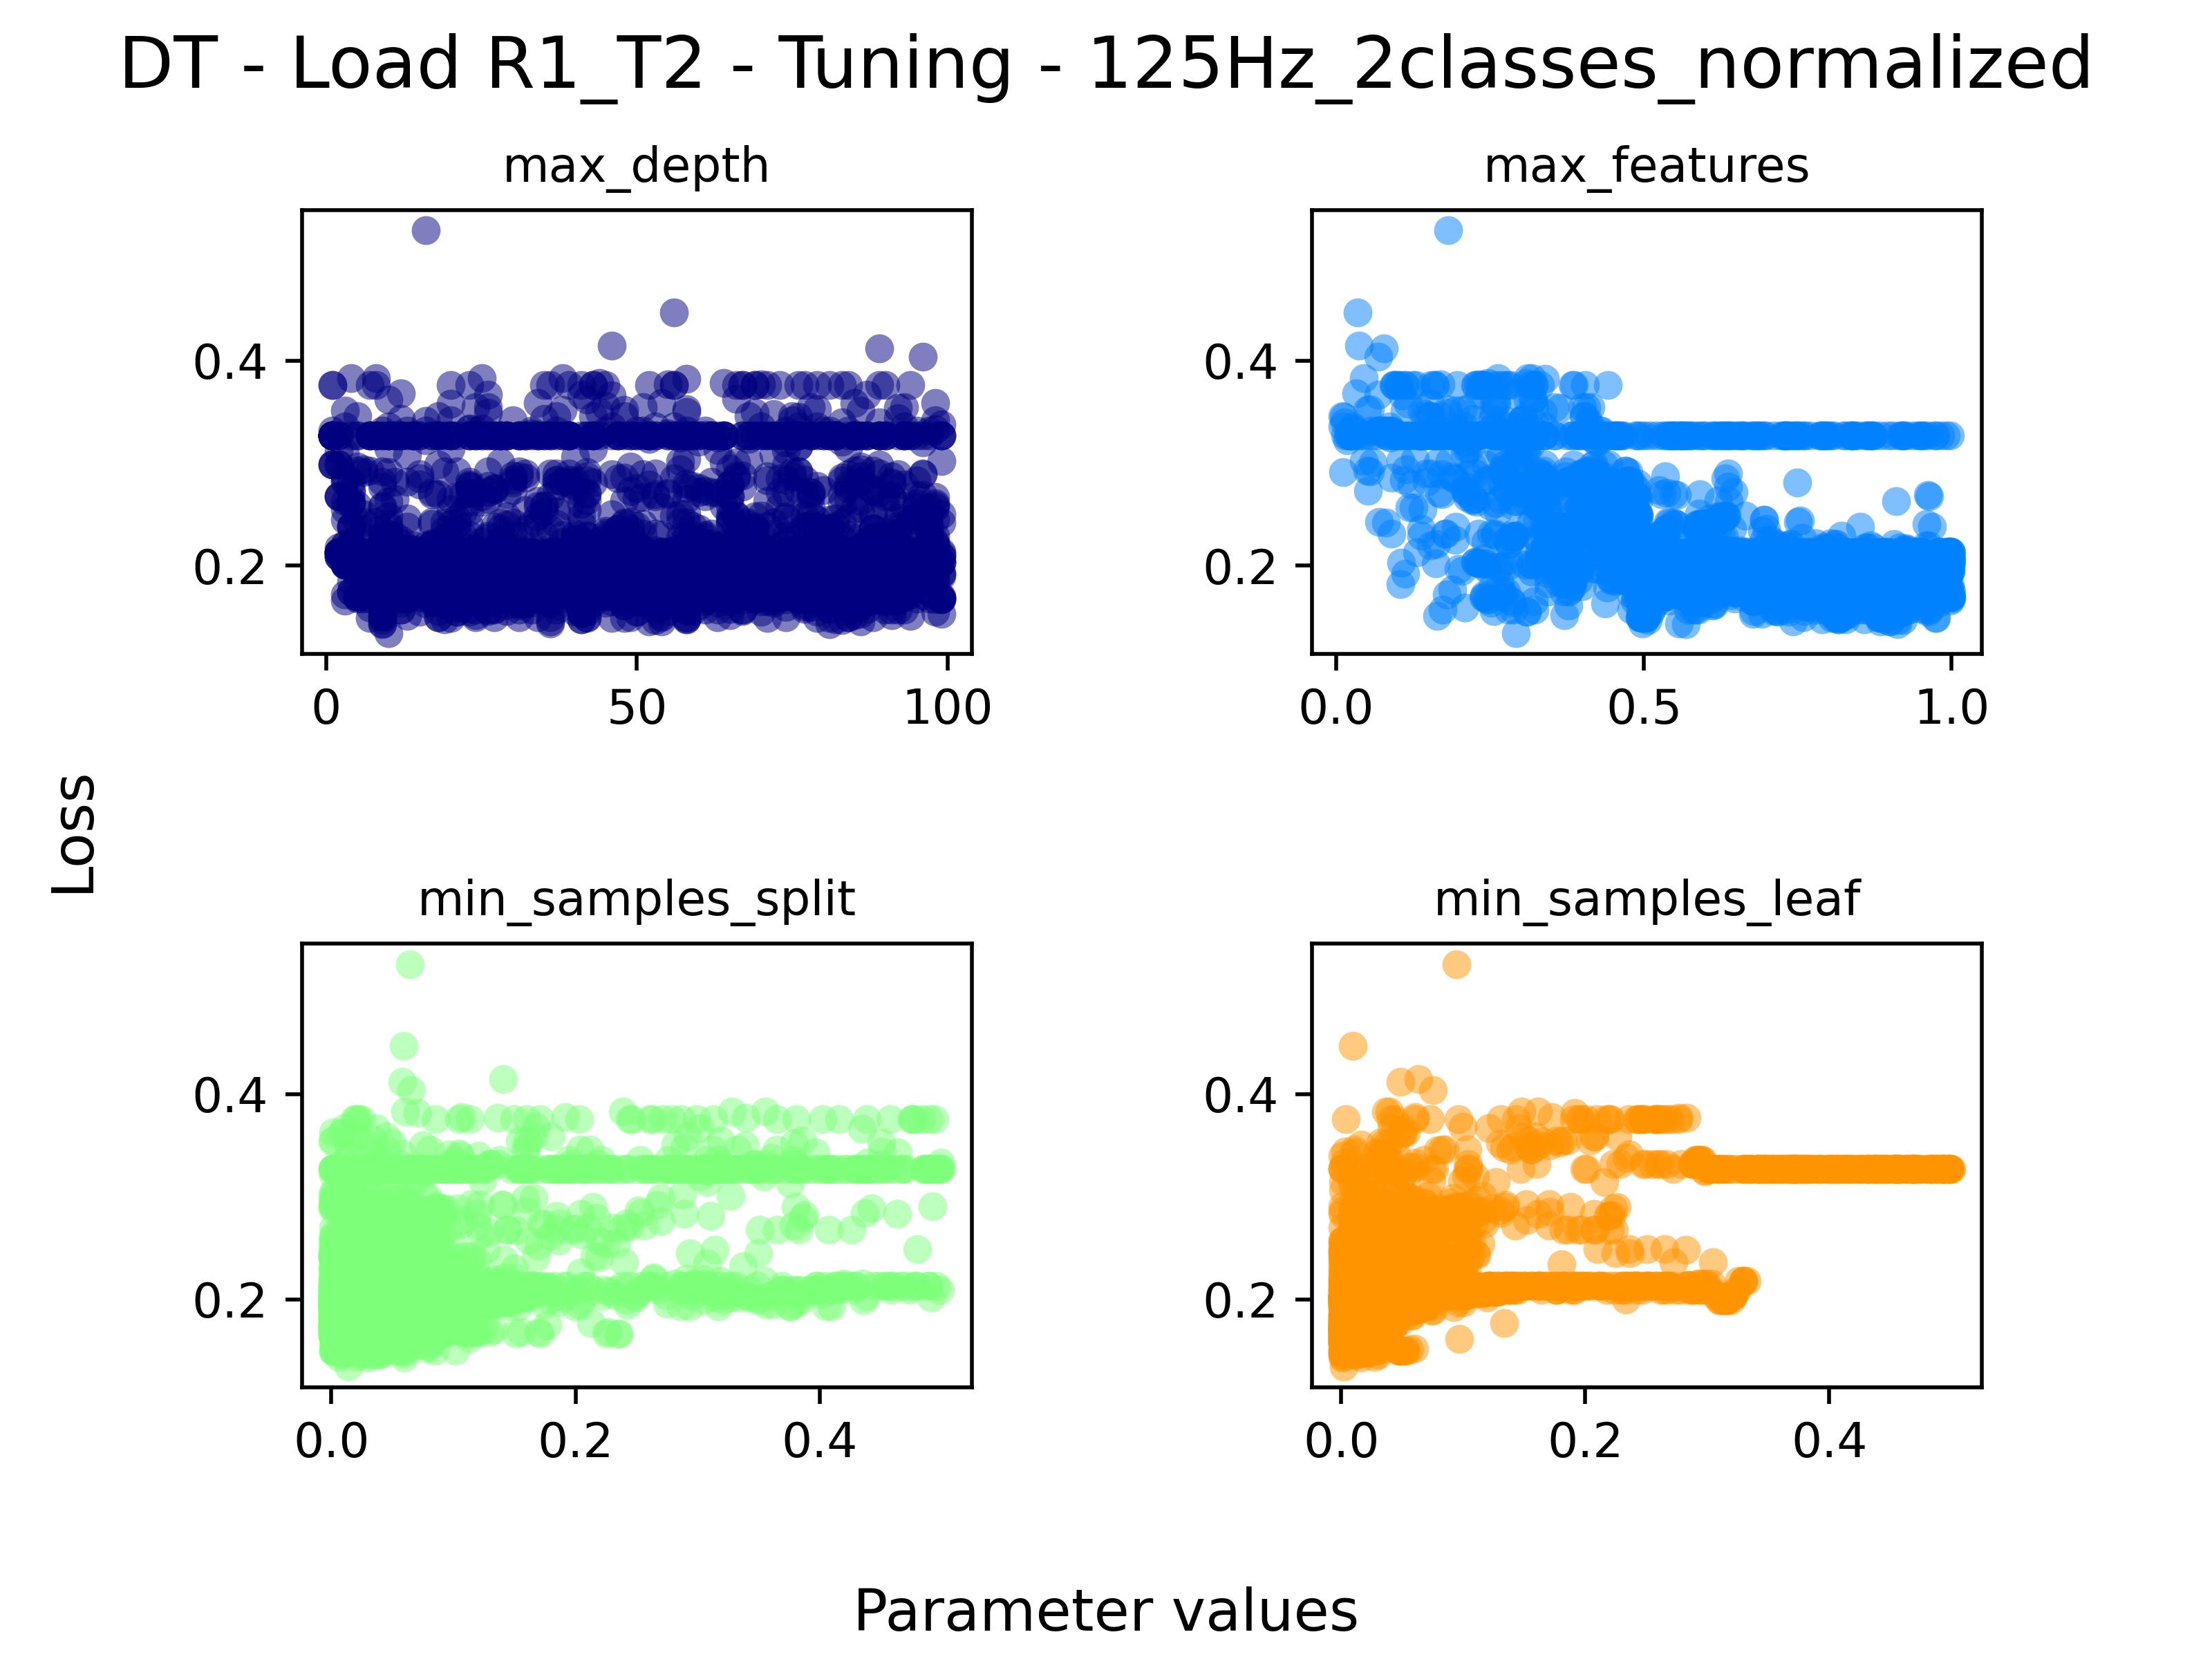 DT - Load R1_T2 - Tuning - 125Hz_2classes_normalized
max_depth
max_features
0.4
0.2
0
50
100
0.4
0.2
0.0
0.5
1.0
Loss
min_samples_split
min_samples_leaf
0.4
0.2
0.0
0.2
0.4
0.4
0.2
0.0
0.2
0.4
Parameter values